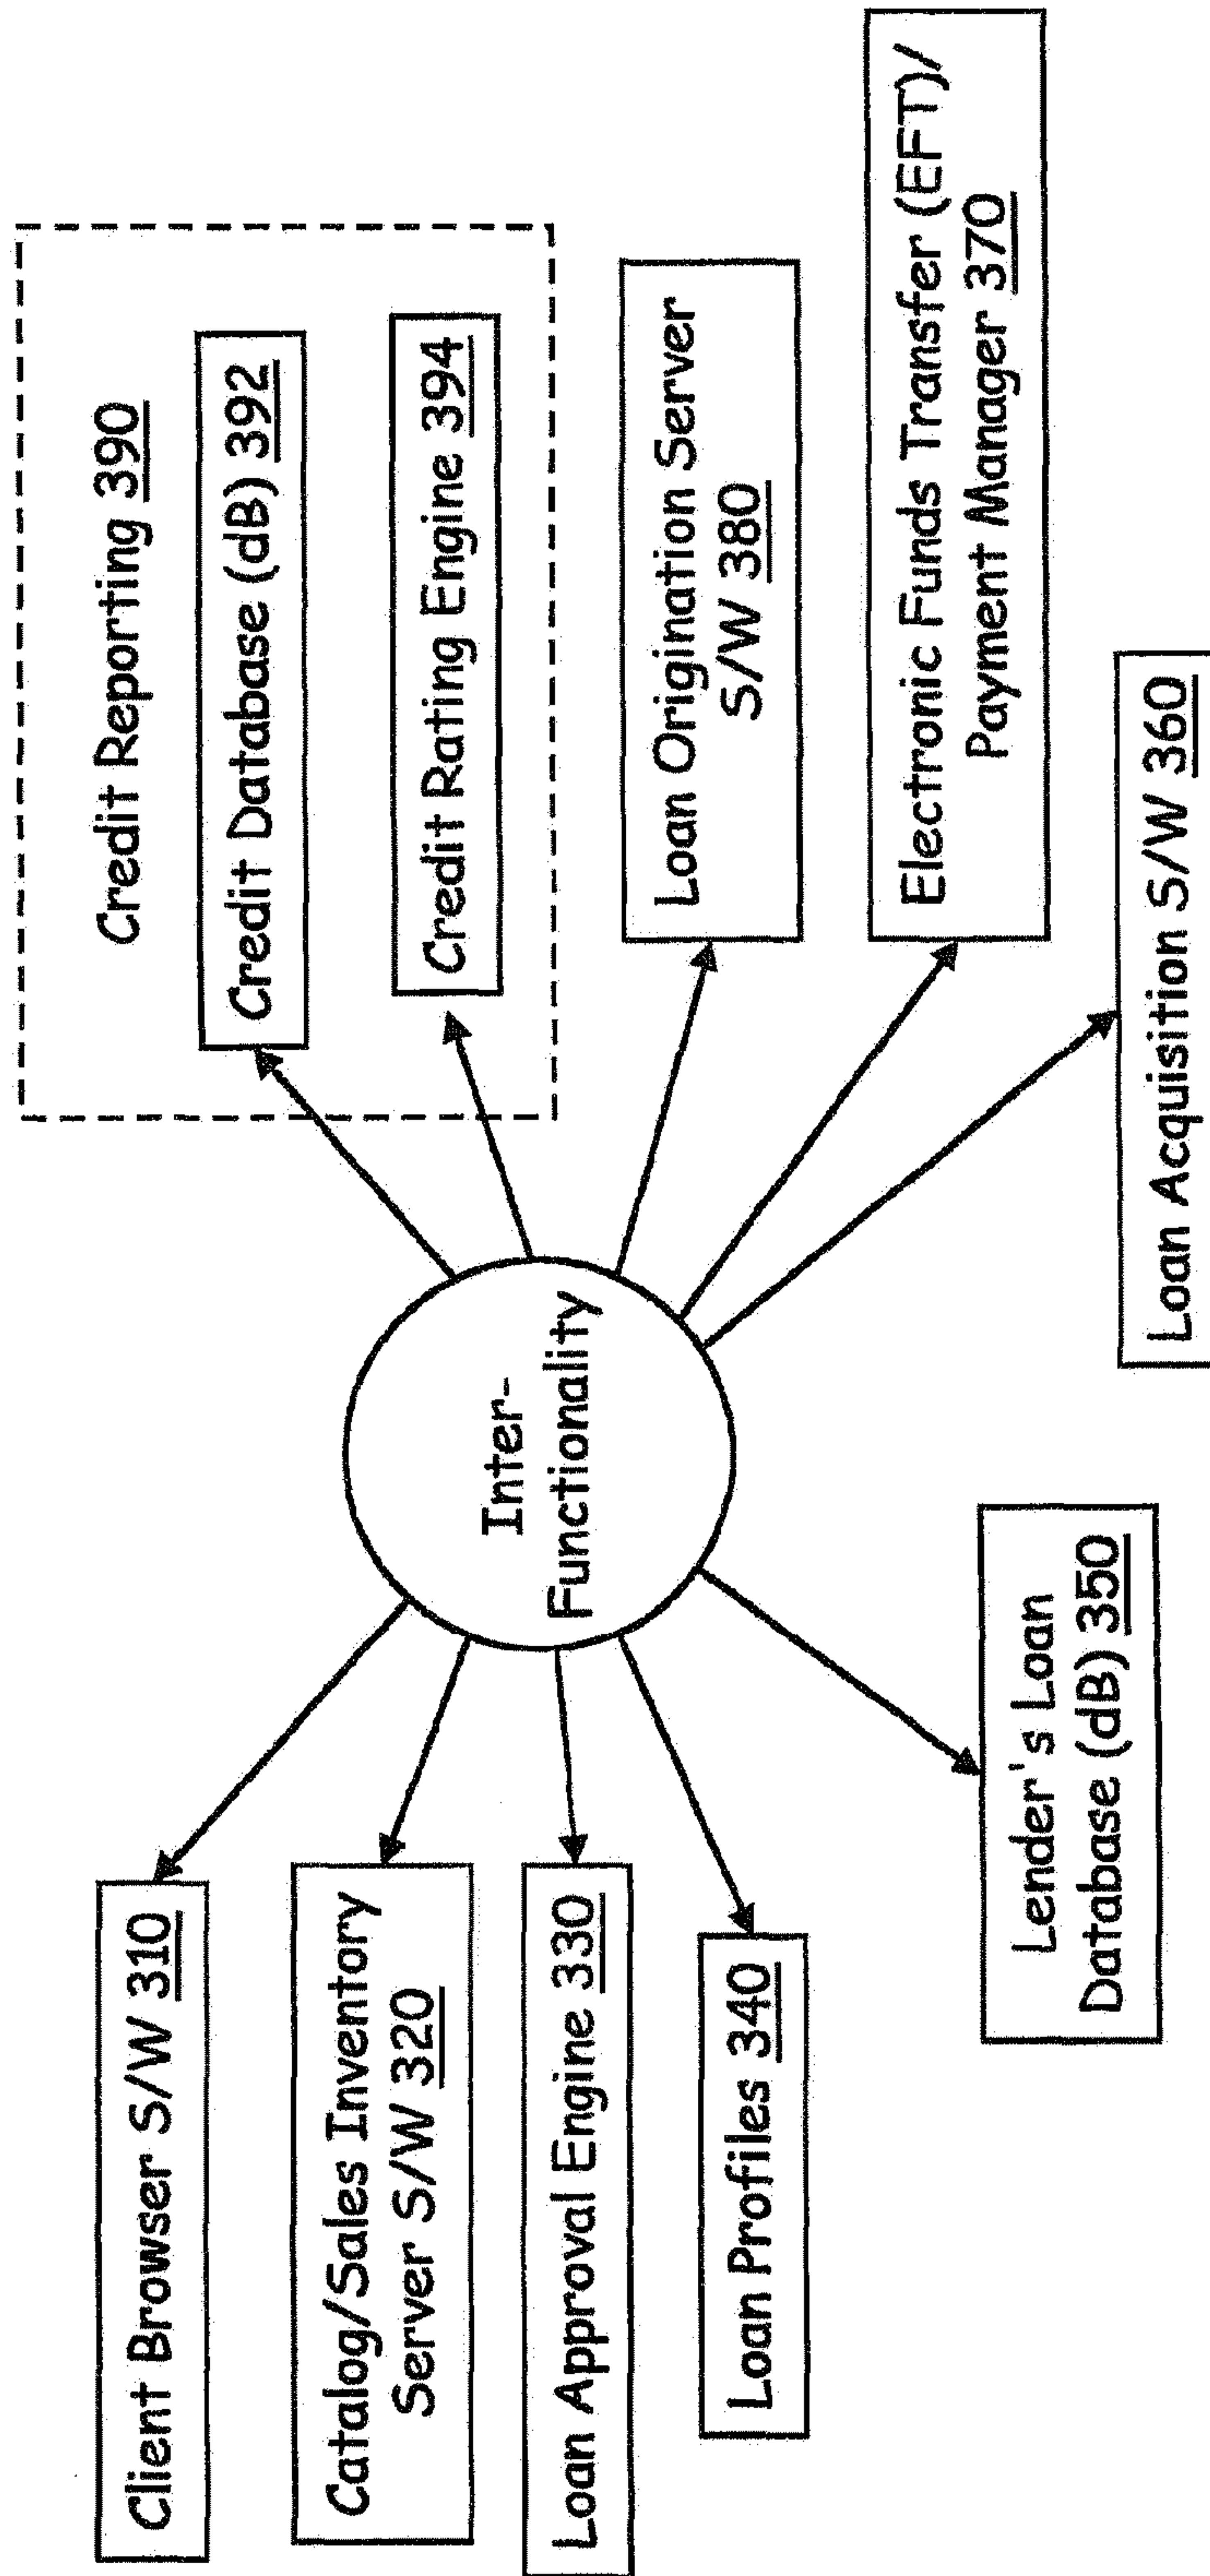 Client Browser S/W 310
Catalog/Sales Inventory
Server S/W 320
Loan Approval Engine 330
Loan Profiles 340
Lender's Loan
Database (dB) 350
Inter-
Functionality
Credit Reporting 390
Credit Database (dB) 392
Credit Rating Engine 394
Loan Origination Server
S/W 380
Electronic Funds Transfer (EFT)/
Payment Manager 370
Loan Acquisition S/W 360